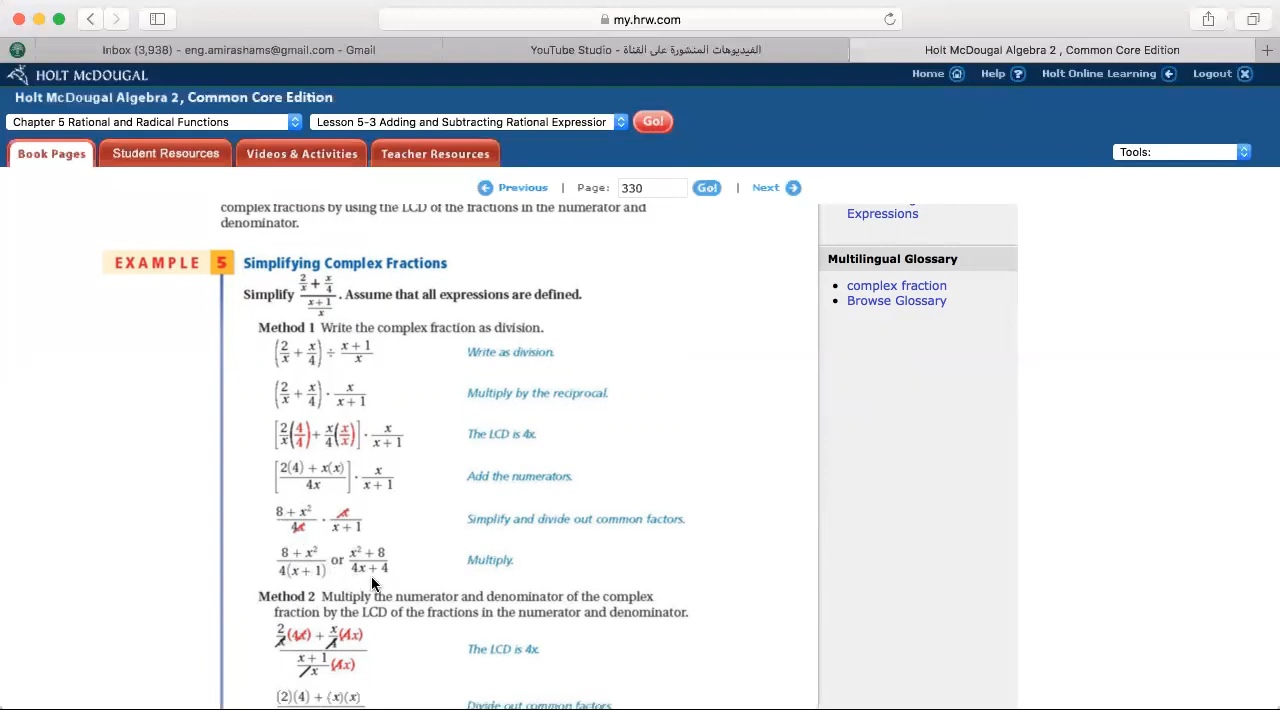 my.hrw.com
Inbox (3,938) - eng.amirashams@gmail.com - Gmail
الفيديوهات المنشورة على القناة - YouTube Studio
Holt McDougal Algebra 2 , Common Core Edition
HOLT McDOUGAL
Home
Help ?
Holt Online Learning
Logout
Holt McDougal Algebra 2, Common Core Edition
Chapter 5 Rational and Radical Functions
Lesson 5-3 Adding and Subtracting Rational Expression
Go!
Book Pages
Student Resources
Videos & Activities
Teacher Resources
Tools:
Previous | Page: 330 Go! | Next
complex fractions by using the LCD of the fractions in the numerator and
denominator.
EXAMPLE 5 Simplifying Complex Fractions
Simplify (2/x + x/4)/((x+1)/x). Assume that all expressions are defined.
Method 1 Write the complex fraction as division.
(2/x + x/4) ÷ (x + 1)/x Write as division.
(2/x + x/4) · x/(x + 1) Multiply by the reciprocal.
[2/x(4/4) + x/4(x/x)] · x/(x + 1) The LCD is 4x.
[(2(4) + x(x))/4x] · x/(x + 1) Add the numerators.
(8 + x²)/4x · x/(x + 1) Simplify and divide out common factors.
(8 + x²)/(4(x + 1)) or (x² + 8)/(4x + 4) Multiply.
Method 2 Multiply the numerator and denominator of the complex
fraction by the LCD of the fractions in the numerator and denominator.
(2/x(4x) + x/4(4x))/((x + 1)/x(4x)) The LCD is 4x.
(2)(4) + (x)(x) Divide out common factors.
Expressions
Multilingual Glossary
• complex fraction
• Browse Glossary